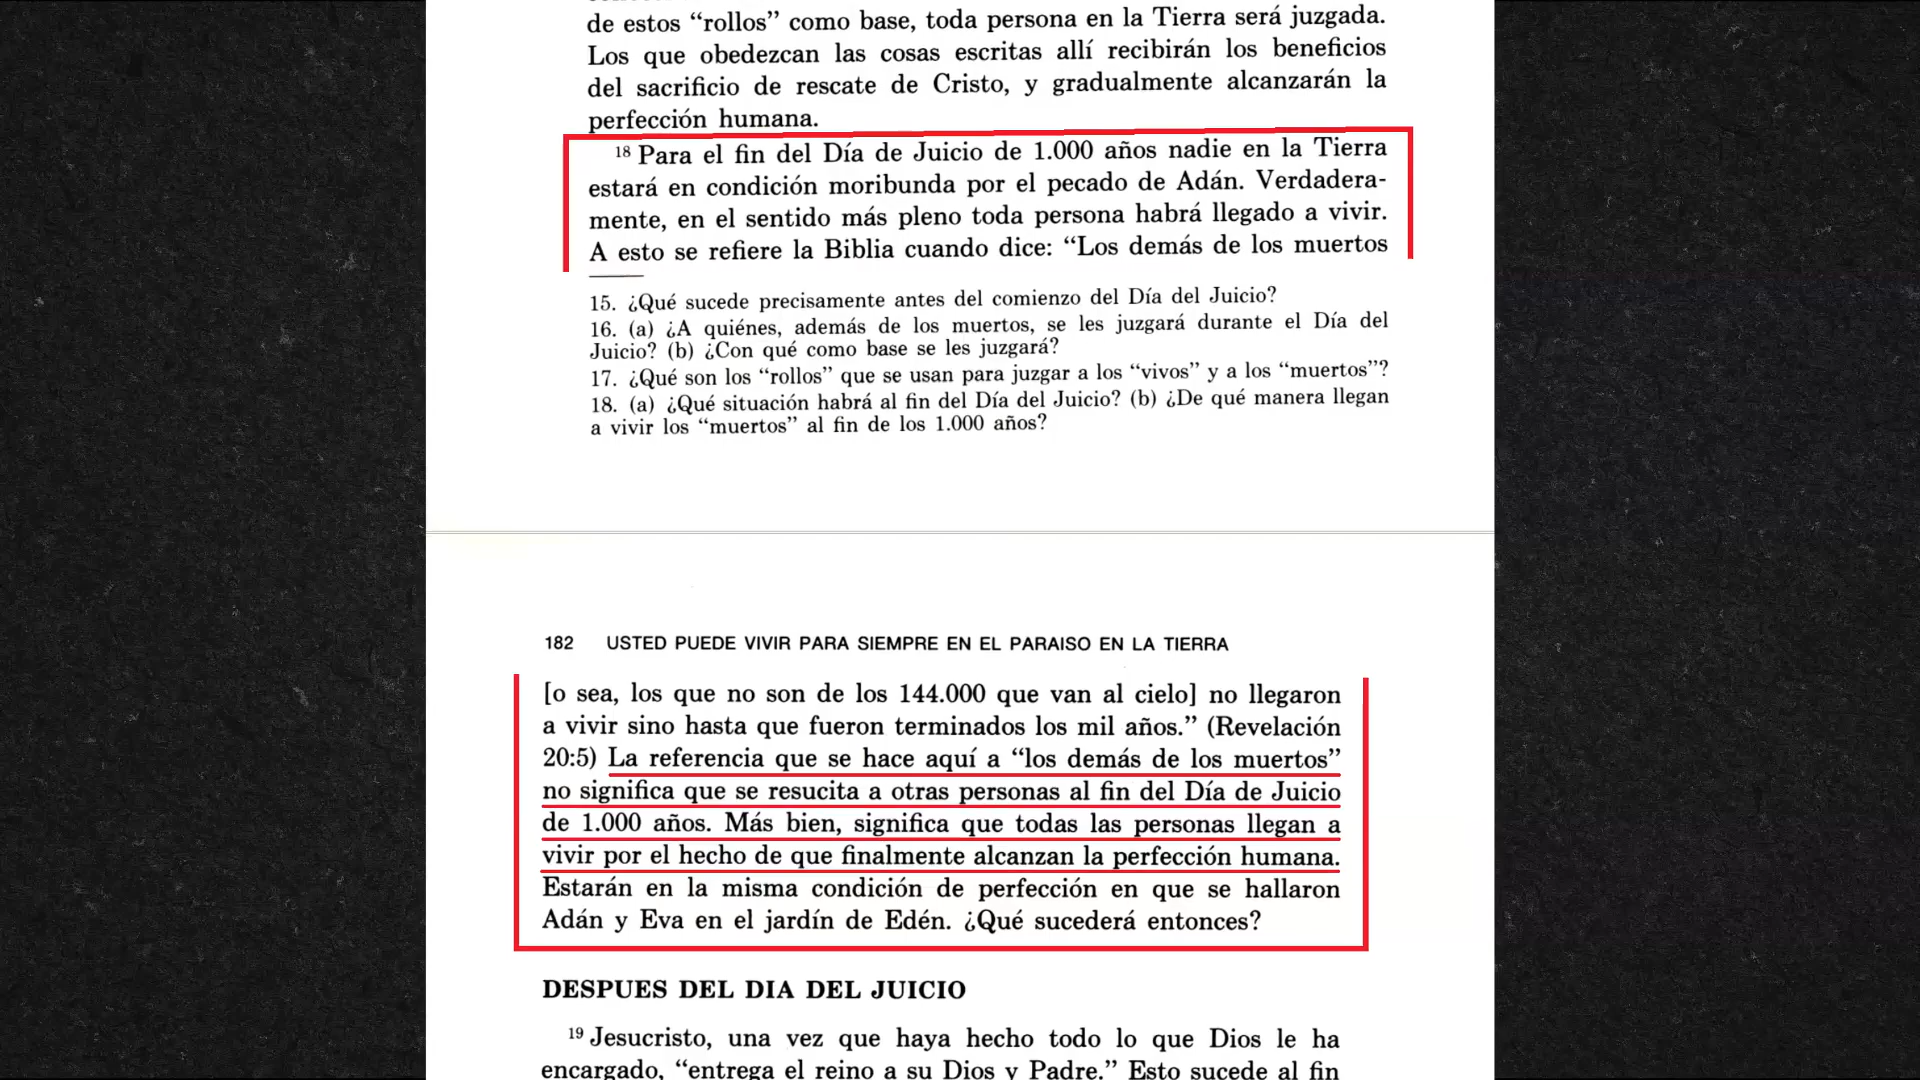 de estos “rollos” como base, toda persona en la Tierra será juzgada.
Los que obedezcan las cosas escritas allí recibirán los beneficios
del sacrificio de rescate de Cristo, y gradualmente alcanzarán la
perfección humana.
18 Para el fin del Día de Juicio de 1.000 años nadie en la Tierra
estará en condición moribunda por el pecado de Adán. Verdadera-
mente, en el sentido más pleno toda persona habrá llegado a vivir.
A esto se refiere la Biblia cuando dice: “Los demás de los muertos
15. ¿Qué sucede precisamente antes del comienzo del Día del Juicio?
16. (a) ¿A quiénes, además de los muertos, se les juzgará durante el Día del
Juicio? (b) ¿Con qué como base se les juzgará?
17. ¿Qué son los “rollos” que se usan para juzgar a los “vivos” y a los “muertos”?
18. (a) ¿Qué situación habrá al fin del Día del Juicio? (b) ¿De qué manera llegan
a vivir los “muertos” al fin de los 1.000 años?
182 USTED PUEDE VIVIR PARA SIEMPRE EN EL PARAISO EN LA TIERRA
[o sea, los que no son de los 144.000 que van al cielo] no llegaron
a vivir sino hasta que fueron terminados los mil años.” (Revelación
20:5) La referencia que se hace aquí a “los demás de los muertos”
no significa que se resucita a otras personas al fin del Día de Juicio
de 1.000 años. Más bien, significa que todas las personas llegan a
vivir por el hecho de que finalmente alcanzan la perfección humana.
Estarán en la misma condición de perfección en que se hallaron
Adán y Eva en el jardín de Edén. ¿Qué sucederá entonces?
DESPUES DEL DIA DEL JUICIO
19 Jesucristo, una vez que haya hecho todo lo que Dios le ha
encargado, “entrega el reino a su Dios y Padre.” Esto sucede al fin